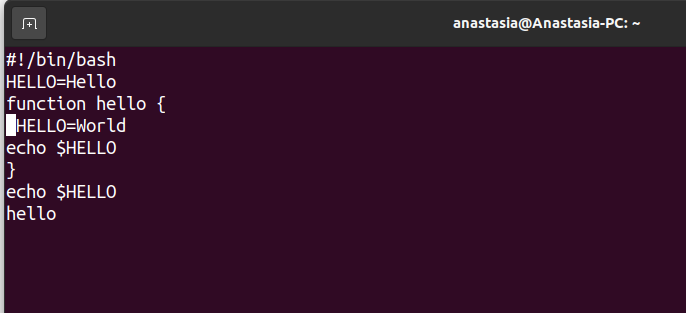 anastasia@Anastasia-PC: ~
#!/bin/bash
HELLO=Hello
function hello {
 HELLO=World
echo $HELLO
}
echo $HELLO
hello